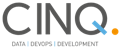 CINQ.
DATA | DEVOPS | DEVELOPMENT